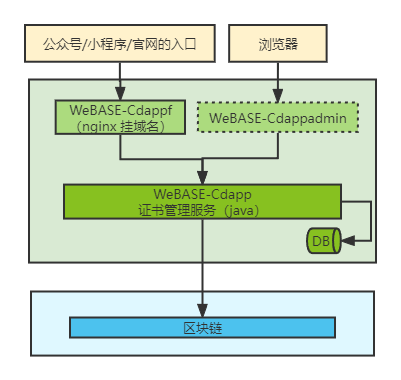 公众号/小程序/官网的入口
浏览器
WeBASE-Cdappf
（nginx 挂域名）
WeBASE-Cdappadmin
WeBASE-Cdapp
证书管理服务（java）
DB
区块链